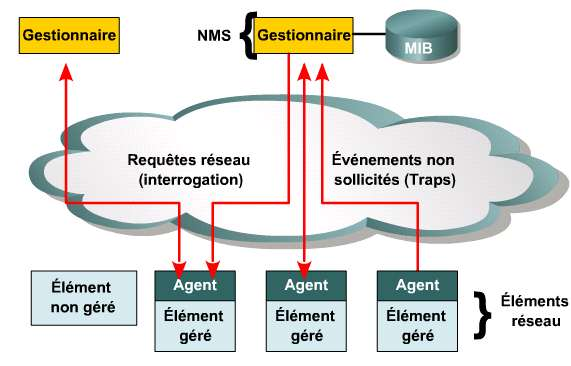 Gestionnaire
NMS
Gestionnaire
MIB
Requêtes réseau
(interrogation)
Événements non
sollicités (Traps)
Élément
non géré
Agent
Élément
géré
Agent
Élément
géré
Agent
Élément
géré
Éléments
réseau